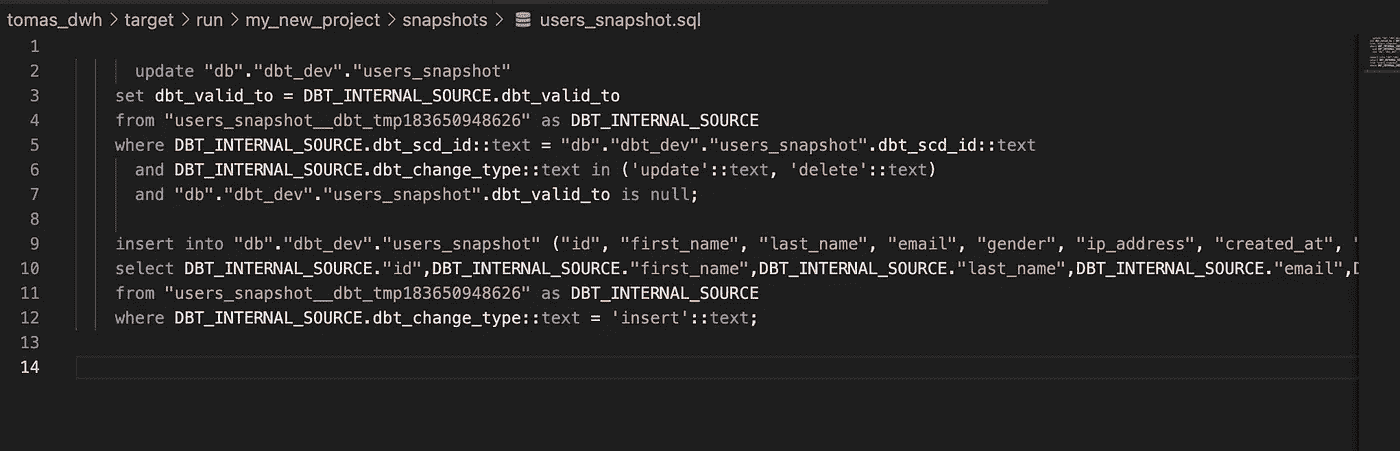 tomas_dwh > target > run > my_new_project > snapshots > users_snapshot.sql
1
2 update "db"."dbt_dev"."users_snapshot"
3 set dbt_valid_to = DBT_INTERNAL_SOURCE.dbt_valid_to
4 from "users_snapshot__dbt_tmp183650948626" as DBT_INTERNAL_SOURCE
5 where DBT_INTERNAL_SOURCE.dbt_scd_id::text = "db"."dbt_dev"."users_snapshot".dbt_scd_id::text
6 and DBT_INTERNAL_SOURCE.dbt_change_type::text in ('update'::text, 'delete'::text)
7 and "db"."dbt_dev"."users_snapshot".dbt_valid_to is null;
8
9 insert into "db"."dbt_dev"."users_snapshot" ("id", "first_name", "last_name", "email", "gender", "ip_address", "created_at", "
10 select DBT_INTERNAL_SOURCE."id",DBT_INTERNAL_SOURCE."first_name",DBT_INTERNAL_SOURCE."last_name",DBT_INTERNAL_SOURCE."email",
11 from "users_snapshot__dbt_tmp183650948626" as DBT_INTERNAL_SOURCE
12 where DBT_INTERNAL_SOURCE.dbt_change_type::text = 'insert'::text;
13
14